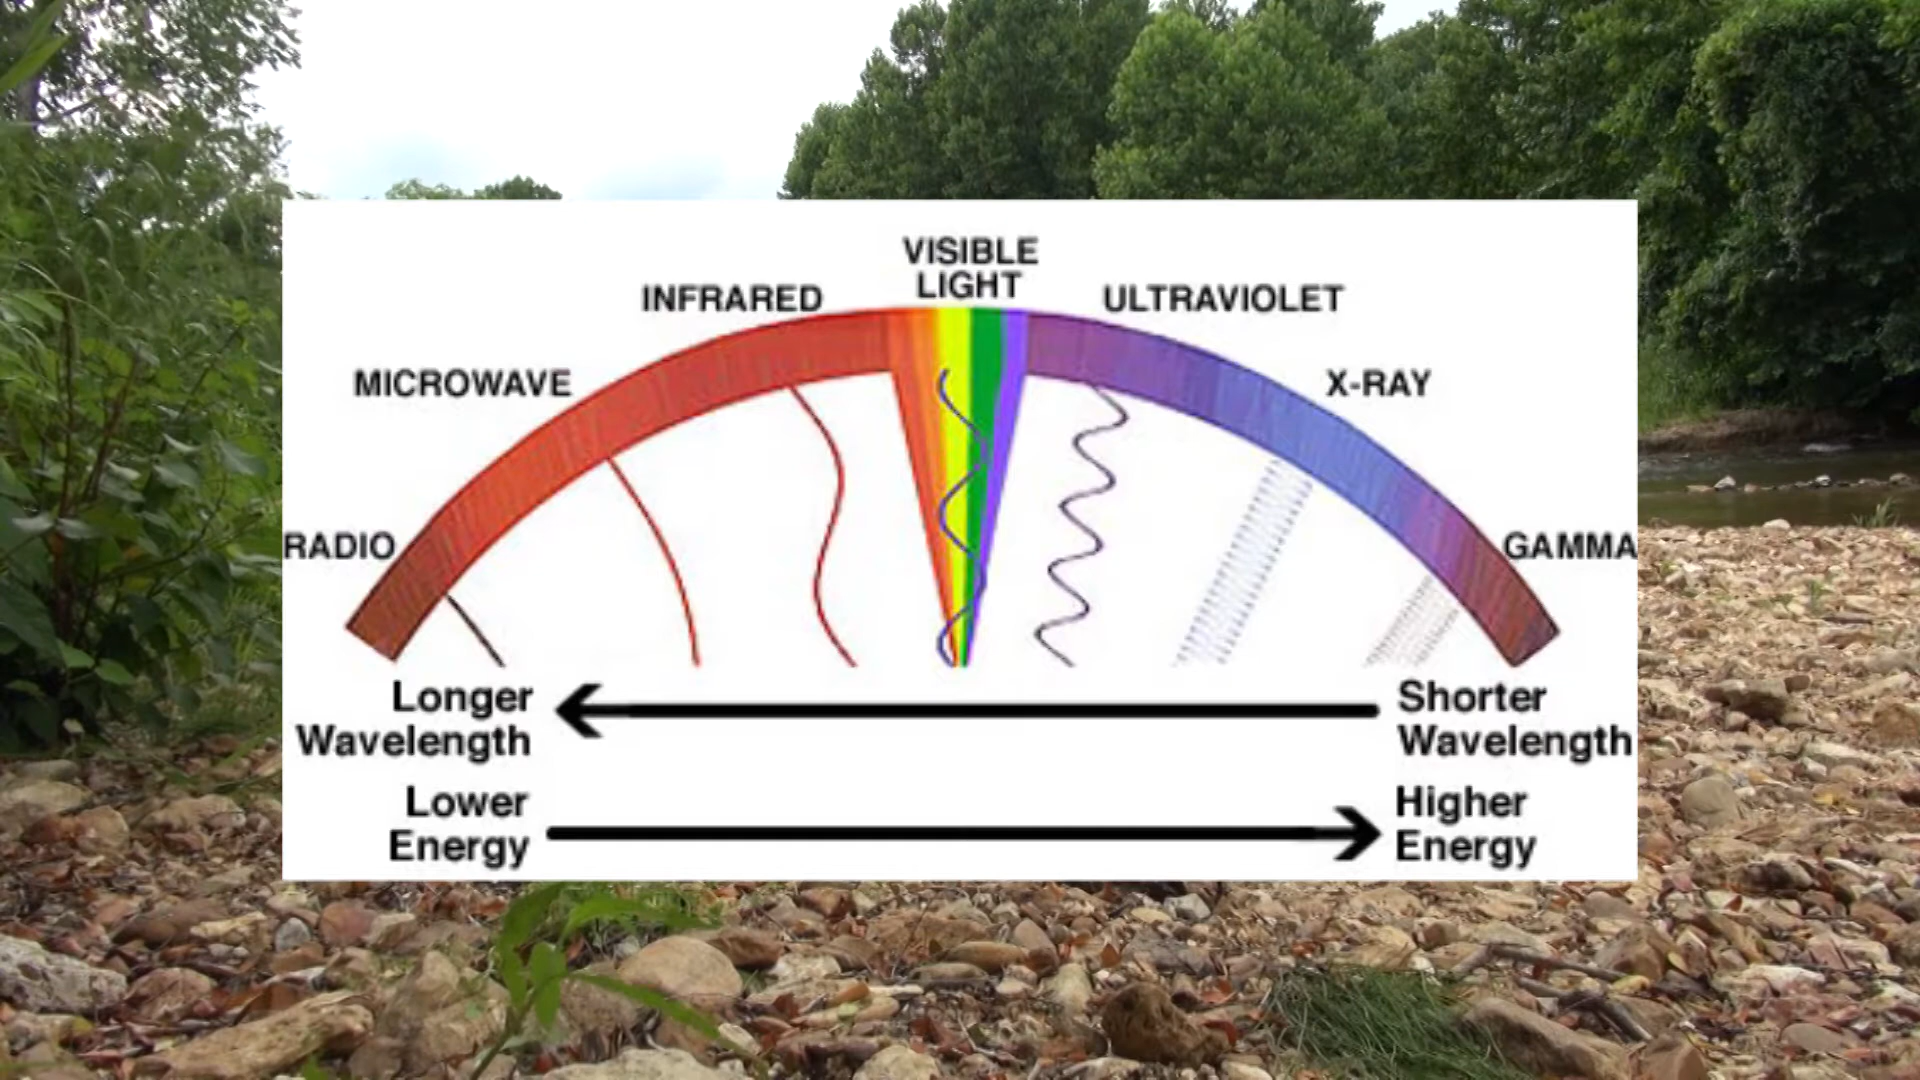 VISIBLE
LIGHT
INFRARED
ULTRAVIOLET
MICROWAVE
X-RAY
RADIO
GAMMA
Longer
Wavelength
Shorter
Wavelength
Lower
Energy
Higher
Energy